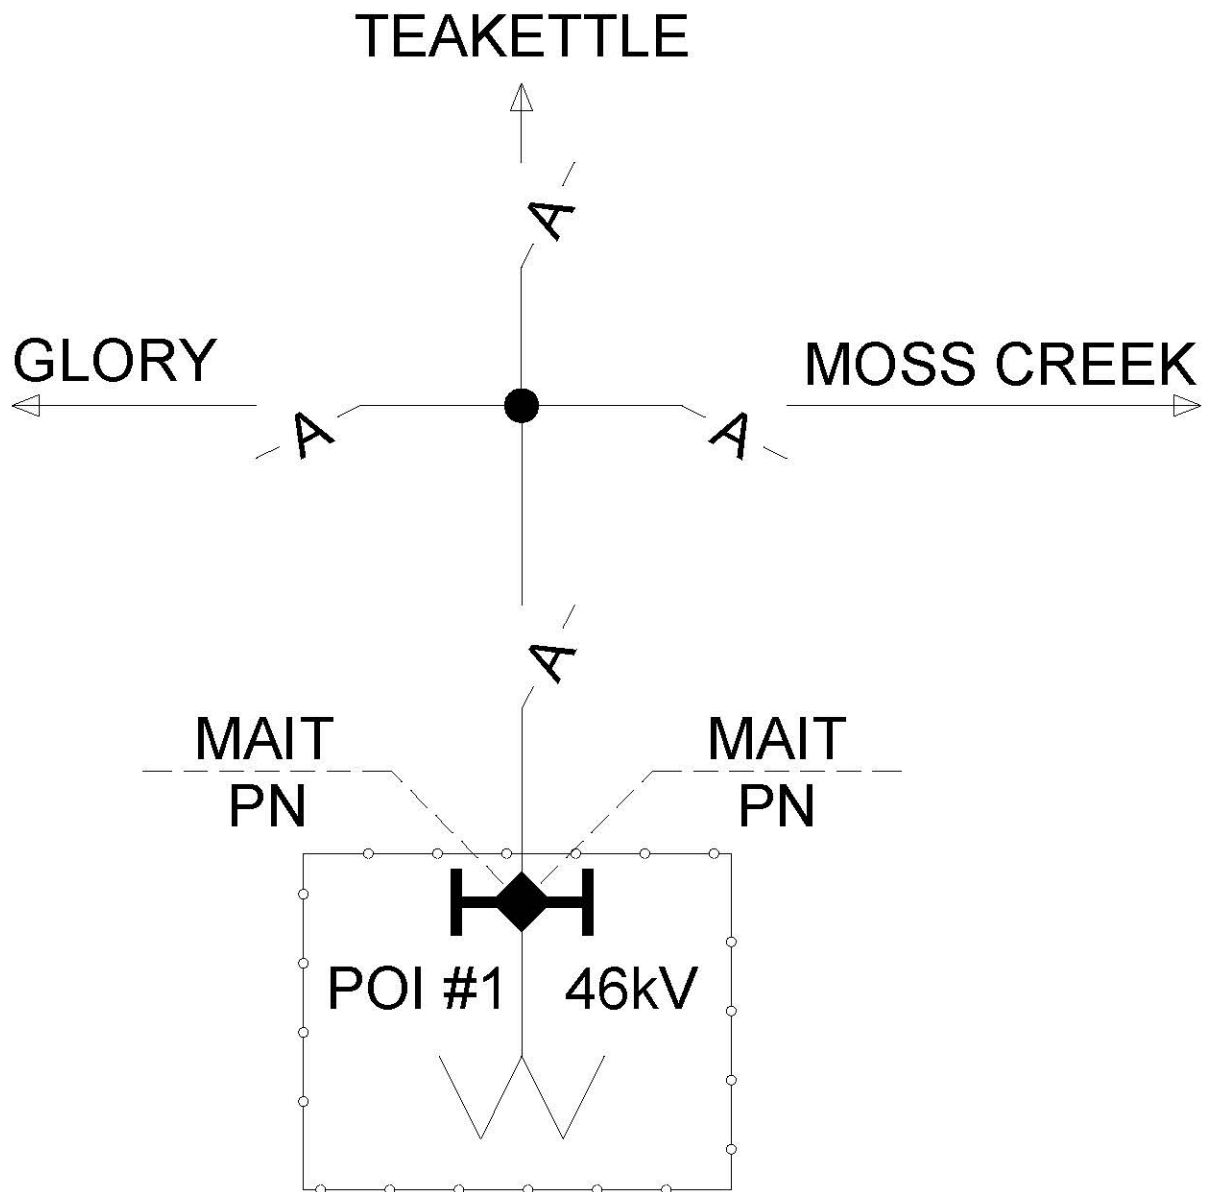 TEAKETTLE
A
GLORY
MOSS CREEK
A
A
A
MAIT
MAIT
PN
PN
POI #1
46kV